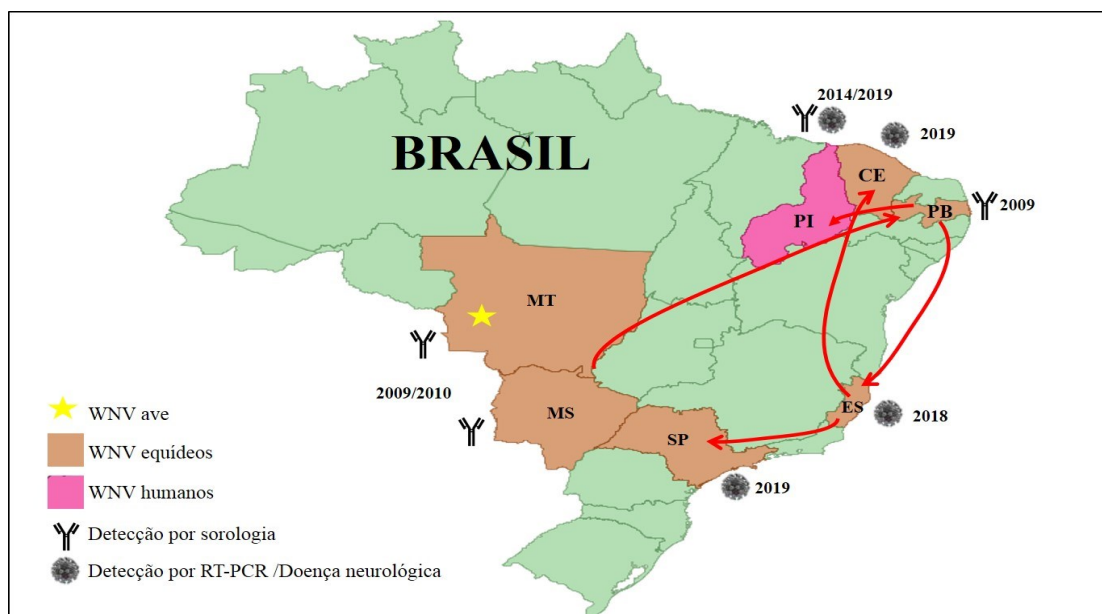 2014/2019
2019
BRASIL
CE
PI
PB
2009
MT
2009/2010
MS
ES
2018
SP
2019
WNV ave
WNV equídeos
WNV humanos
Detecção por sorologia
Detecção por RT-PCR /Doença neurológica